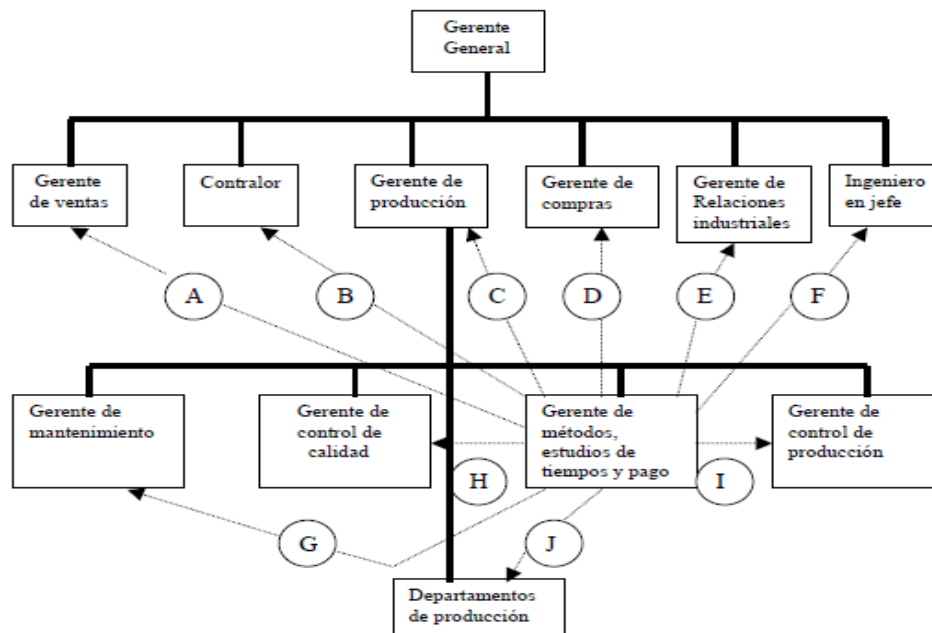 Gerente
General
Gerente
de ventas
Contralor
Gerente de
producción
Gerente de
compras
Gerente de
Relaciones
industriales
Ingeniero
en jefe
A
B
C
D
E
F
Gerente de
mantenimiento
Gerente de
control de
calidad
Gerente de
métodos,
estudios de
tiempos y pago
Gerente de
control de
producción
H
I
G
J
Departamentos
de producción